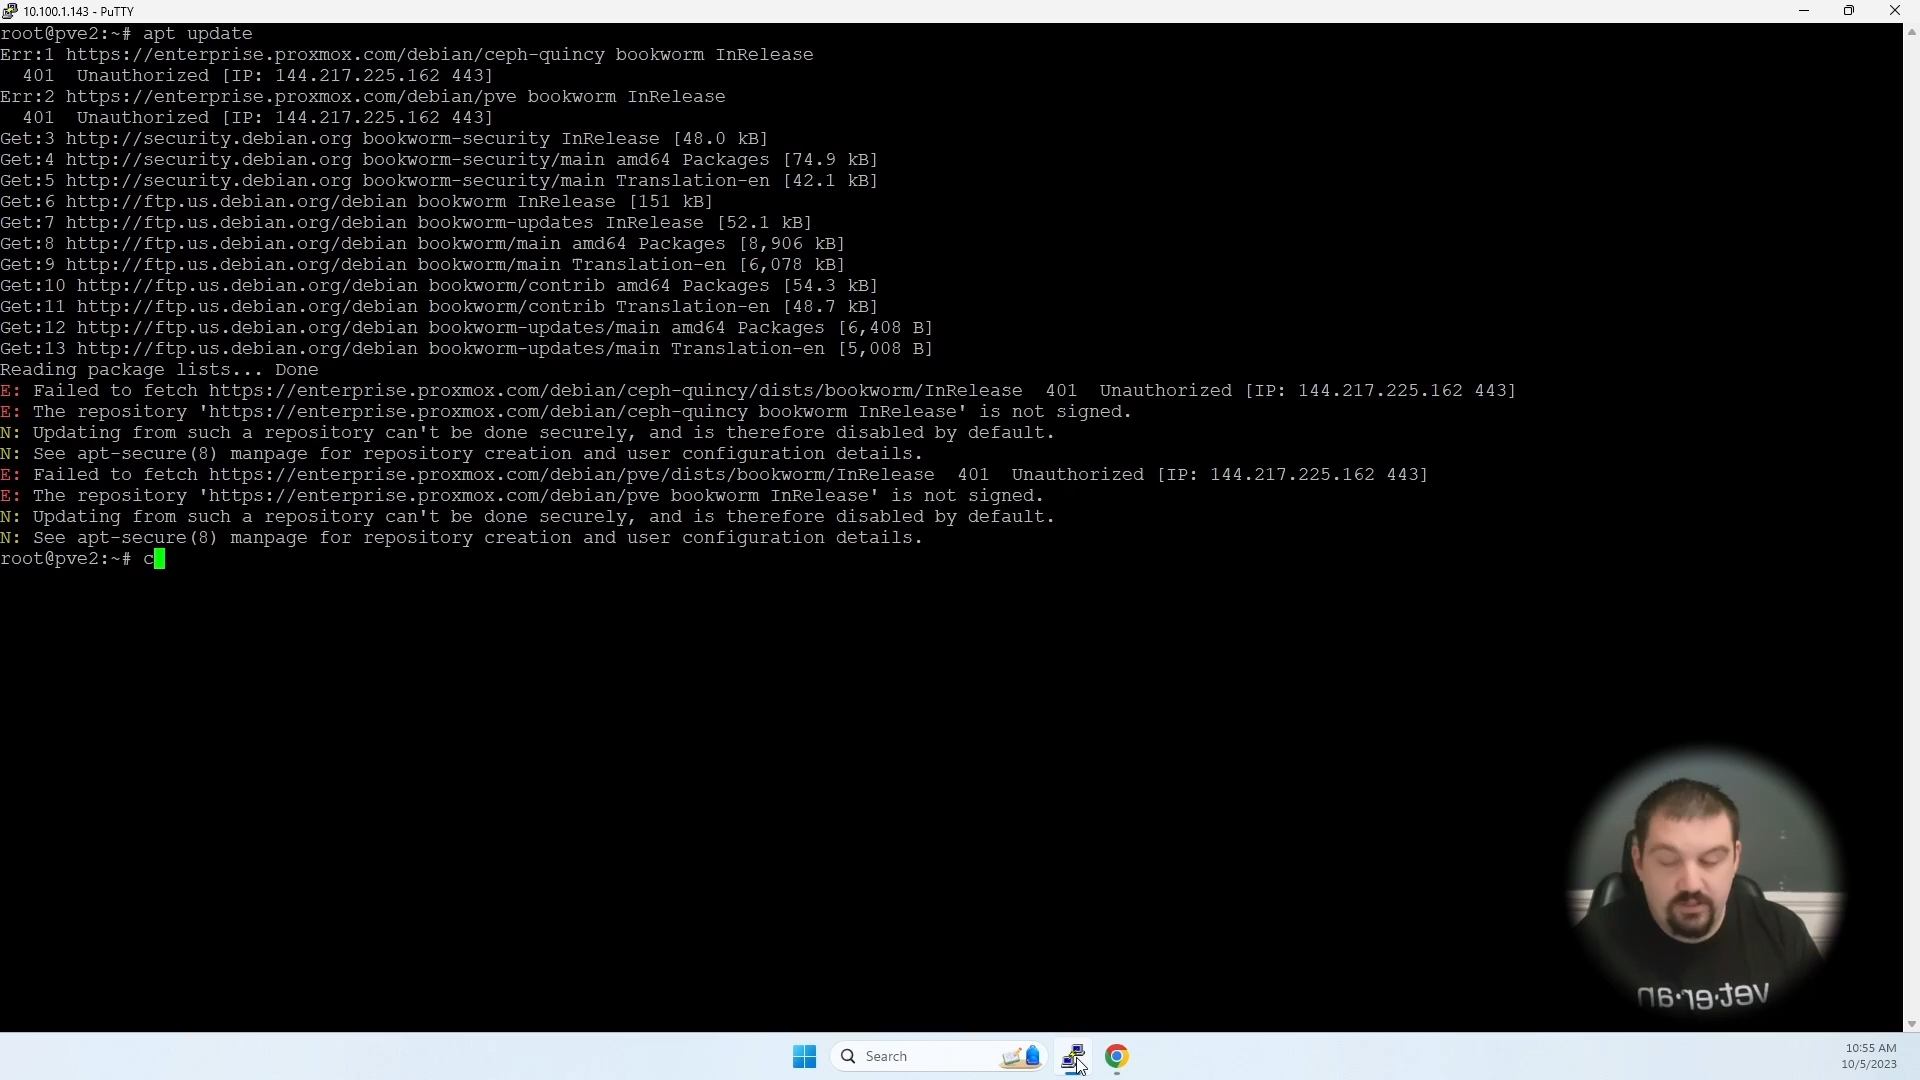 10.100.1.143 - PuTTY
root@pve2:~# apt update
Err:1 https://enterprise.proxmox.com/debian/ceph-quincy bookworm InRelease
  401  Unauthorized [IP: 144.217.225.162 443]
Err:2 https://enterprise.proxmox.com/debian/pve bookworm InRelease
  401  Unauthorized [IP: 144.217.225.162 443]
Get:3 http://security.debian.org bookworm-security InRelease [48.0 kB]
Get:4 http://security.debian.org bookworm-security/main amd64 Packages [74.9 kB]
Get:5 http://security.debian.org bookworm-security/main Translation-en [42.1 kB]
Get:6 http://ftp.us.debian.org/debian bookworm InRelease [151 kB]
Get:7 http://ftp.us.debian.org/debian bookworm-updates InRelease [52.1 kB]
Get:8 http://ftp.us.debian.org/debian bookworm/main amd64 Packages [8,906 kB]
Get:9 http://ftp.us.debian.org/debian bookworm/main Translation-en [6,078 kB]
Get:10 http://ftp.us.debian.org/debian bookworm/contrib amd64 Packages [54.3 kB]
Get:11 http://ftp.us.debian.org/debian bookworm/contrib Translation-en [48.7 kB]
Get:12 http://ftp.us.debian.org/debian bookworm-updates/main amd64 Packages [6,408 B]
Get:13 http://ftp.us.debian.org/debian bookworm-updates/main Translation-en [5,008 B]
Reading package lists... Done
E: Failed to fetch https://enterprise.proxmox.com/debian/ceph-quincy/dists/bookworm/InRelease  401  Unauthorized [IP: 144.217.225.162 443]
E: The repository 'https://enterprise.proxmox.com/debian/ceph-quincy bookworm InRelease' is not signed.
N: Updating from such a repository can't be done securely, and is therefore disabled by default.
N: See apt-secure(8) manpage for repository creation and user configuration details.
E: Failed to fetch https://enterprise.proxmox.com/debian/pve/dists/bookworm/InRelease  401  Unauthorized [IP: 144.217.225.162 443]
E: The repository 'https://enterprise.proxmox.com/debian/pve bookworm InRelease' is not signed.
N: Updating from such a repository can't be done securely, and is therefore disabled by default.
N: See apt-secure(8) manpage for repository creation and user configuration details.
root@pve2:~# c
vet·er·an
Search
10:55 AM
10/5/2023